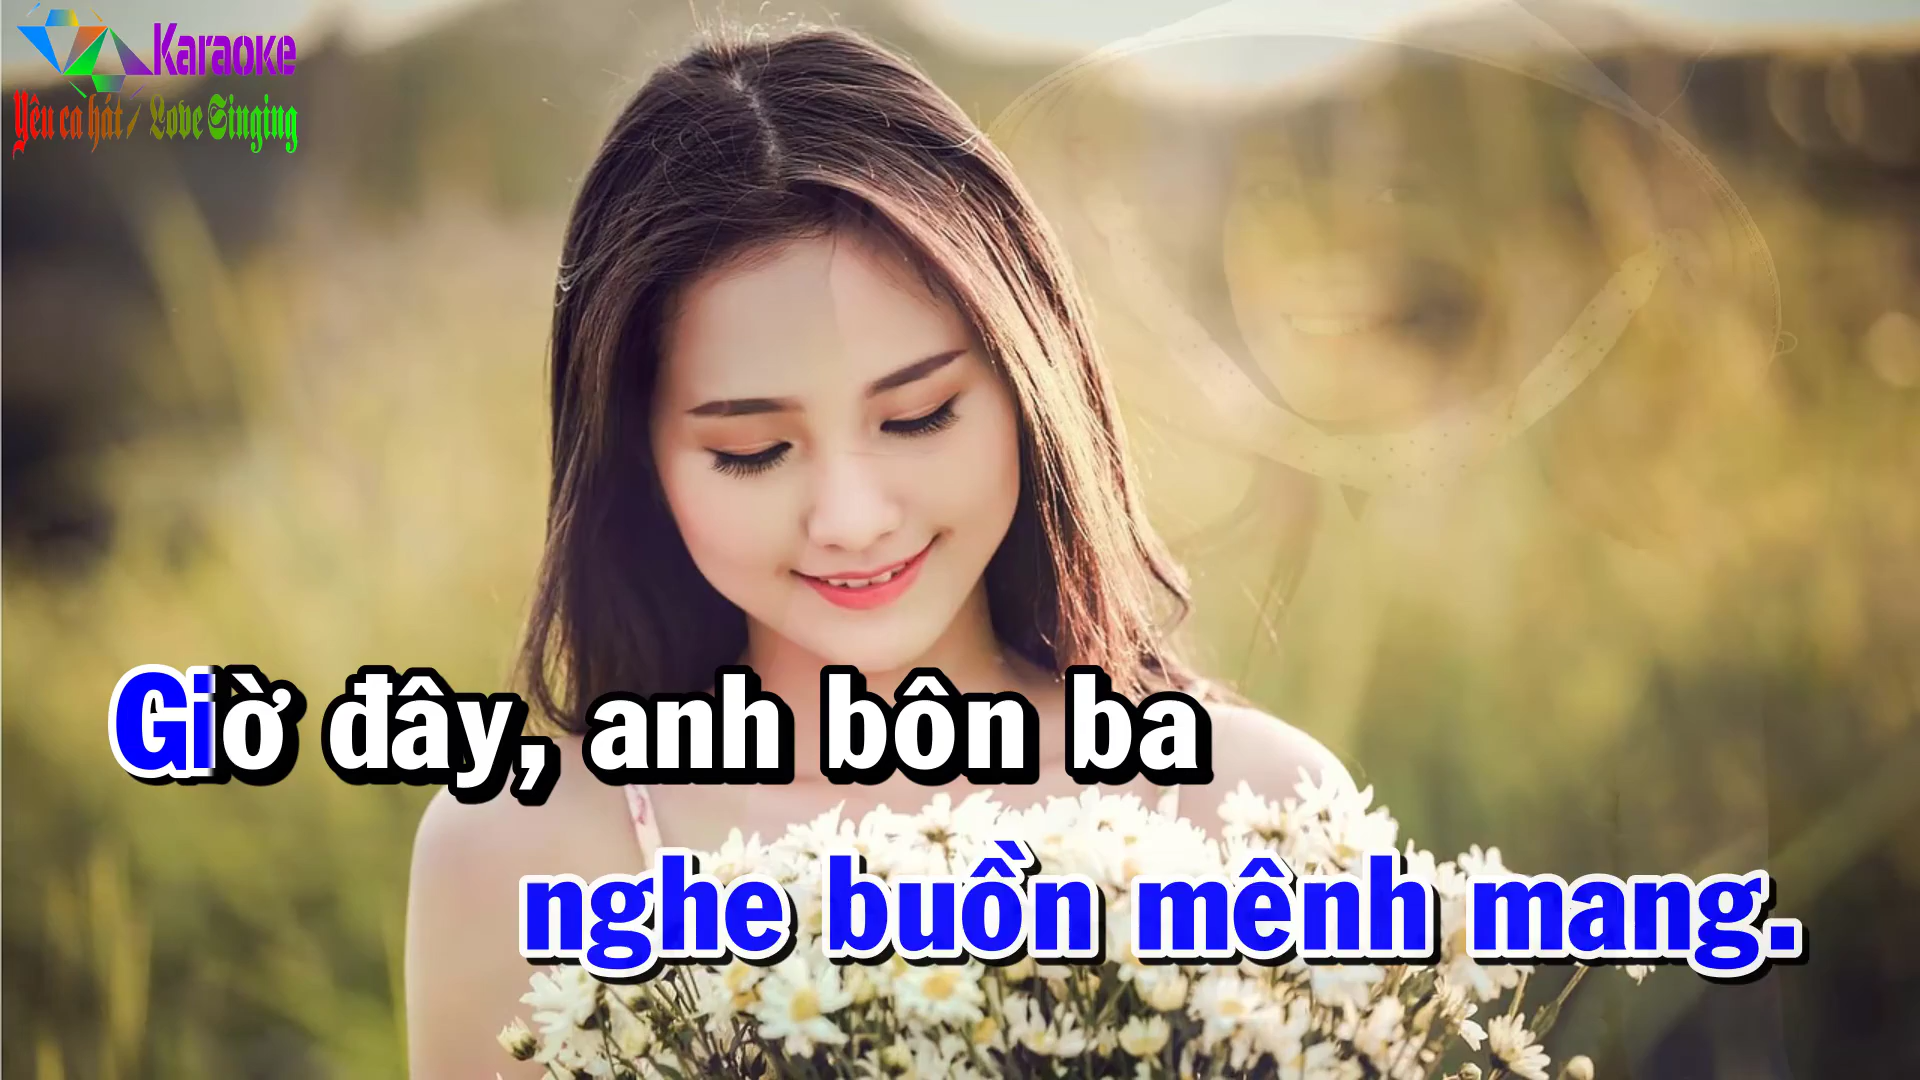 Karaoke
Yêu ca hát / Love Singing
Giờ đây, anh bôn ba
nghe buồn mênh mang.